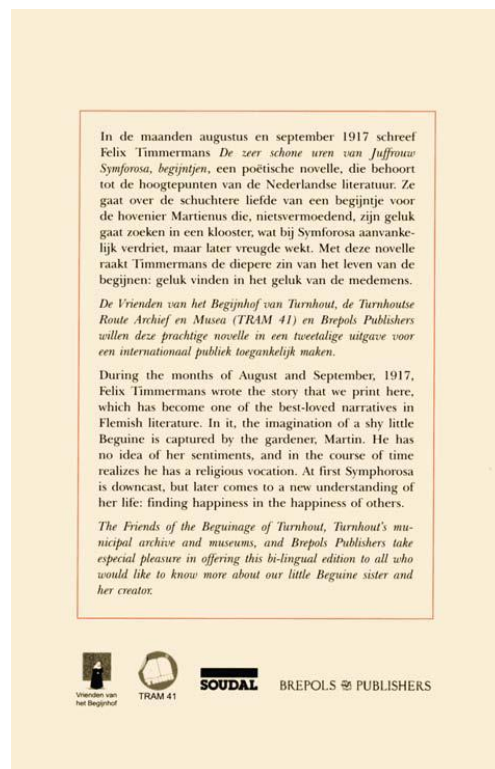 In de maanden augustus en september 1917 schreef
Felix Timmermans De zeer schone uren van Juffrouw
Symforosa, begijntjen, een poëtische novelle, die behoort
tot de hoogtepunten van de Nederlandse literatuur. Ze
gaat over de schuchtere liefde van een begijntje voor
de hovenier Martienus die, nietsvermoedend, zijn geluk
gaat zoeken in een klooster, wat bij Symforosa aanvanke-
lijk verdriet, maar later vreugde wekt. Met deze novelle
raakt Timmermans de diepere zin van het leven van de
begijnen: geluk vinden in het geluk van de medemens.
De Vrienden van het Begijnhof van Turnhout, de Turnhoutse
Route Archief en Musea (TRAM 41) en Brepols Publishers
willen deze prachtige novelle in een tweetalige uitgave voor
een internationaal publiek toegankelijk maken.
During the months of August and September, 1917,
Felix Timmermans wrote the story that we print here,
which has become one of the best-loved narratives in
Flemish literature. In it, the imagination of a shy little
Beguine is captured by the gardener, Martin. He has
no idea of her sentiments, and in the course of time
realizes he has a religious vocation. At first Symphorosa
is downcast, but later comes to a new understanding of
her life: finding happiness in the happiness of others.
The Friends of the Beguinage of Turnhout, Turnhout's mu-
nicipal archive and museums, and Brepols Publishers take
especial pleasure in offering this bi-lingual edition to all who
would like to know more about our little Beguine sister and
her creator.
Vrienden van
het Begijnhof
TRAM 41
SOUDAL
BREPOLS PUBLISHERS